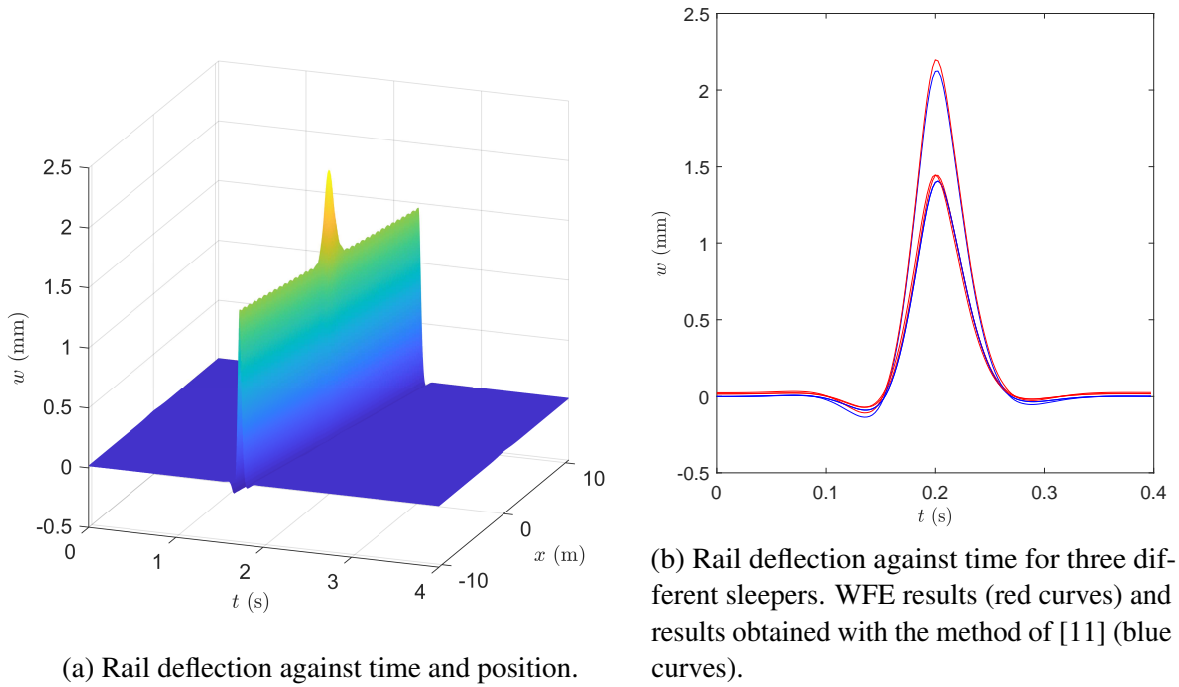 2.5
2
1.5
1
0.5
0
-0.5
w (mm)
0
1
2
3
4
t (s)
-10
0
10
x (m)
(a) Rail deflection against time and position.
2.5
2
1.5
1
0.5
0
-0.5
w (mm)
0
0.1
0.2
0.3
0.4
t (s)
(b) Rail deflection against time for three dif-
ferent sleepers. WFE results (red curves) and
results obtained with the method of [11] (blue
curves).